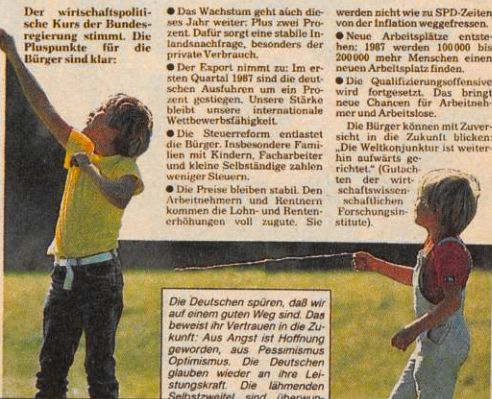 Der wirtschaftspoliti-
sche Kurs der Bundes-
regierung stimmt. Die
Pluspunkte für die
Bürger sind klar:
● Das Wachstum geht auch die-
ses Jahr weiter: Plus zwei Pro-
zent. Dafür sorgt eine stabile In-
landsnachfrage, besonders der
private Verbrauch.
● Der Export nimmt zu: Im er-
sten Quartal 1987 sind die deut-
schen Ausfuhren um ein Pro-
zent gestiegen. Unsere Stärke
bleibt unsere internationale
Wettbewerbsfähigkeit.
● Die Steuerreform entlastet
die Bürger. Insbesondere Fami-
lien mit Kindern, Facharbeiter
und kleine Selbständige zahlen
weniger Steuern.
● Die Preise bleiben stabil. Den
Arbeitnehmern und Rentnern
kommen die Lohn- und Renten-
erhöhungen voll zugute. Sie
werden nicht wie zu SPD-Zeiten
von der Inflation weggefressen.
● Neue Arbeitsplätze entste-
hen: 1987 werden 100 000 bis
200 000 mehr Menschen einen
neuen Arbeitsplatz finden.
● Die Qualifizierungsoffensive
wird fortgesetzt. Das bringt
neue Chancen für Arbeitneh-
mer und Arbeitslose.
Die Bürger können mit Zuver-
sicht in die Zukunft blicken:
„Die Weltkonjunktur ist weiter-
hin aufwärts ge-
richtet.“ (Gutach-
ten der wirt-
schaftswissen-
schaftlichen
Forschungsin-
stitute).
Die Deutschen spüren, daß wir
auf einem guten Weg sind. Das
beweist ihr Vertrauen in die Zu-
kunft: Aus Angst ist Hoffnung
geworden, aus Pessimismus
Optimismus. Die Deutschen
glauben wieder an ihre Lei-
stungskraft. Die lähmenden
Selbstzweifel sind überwun-